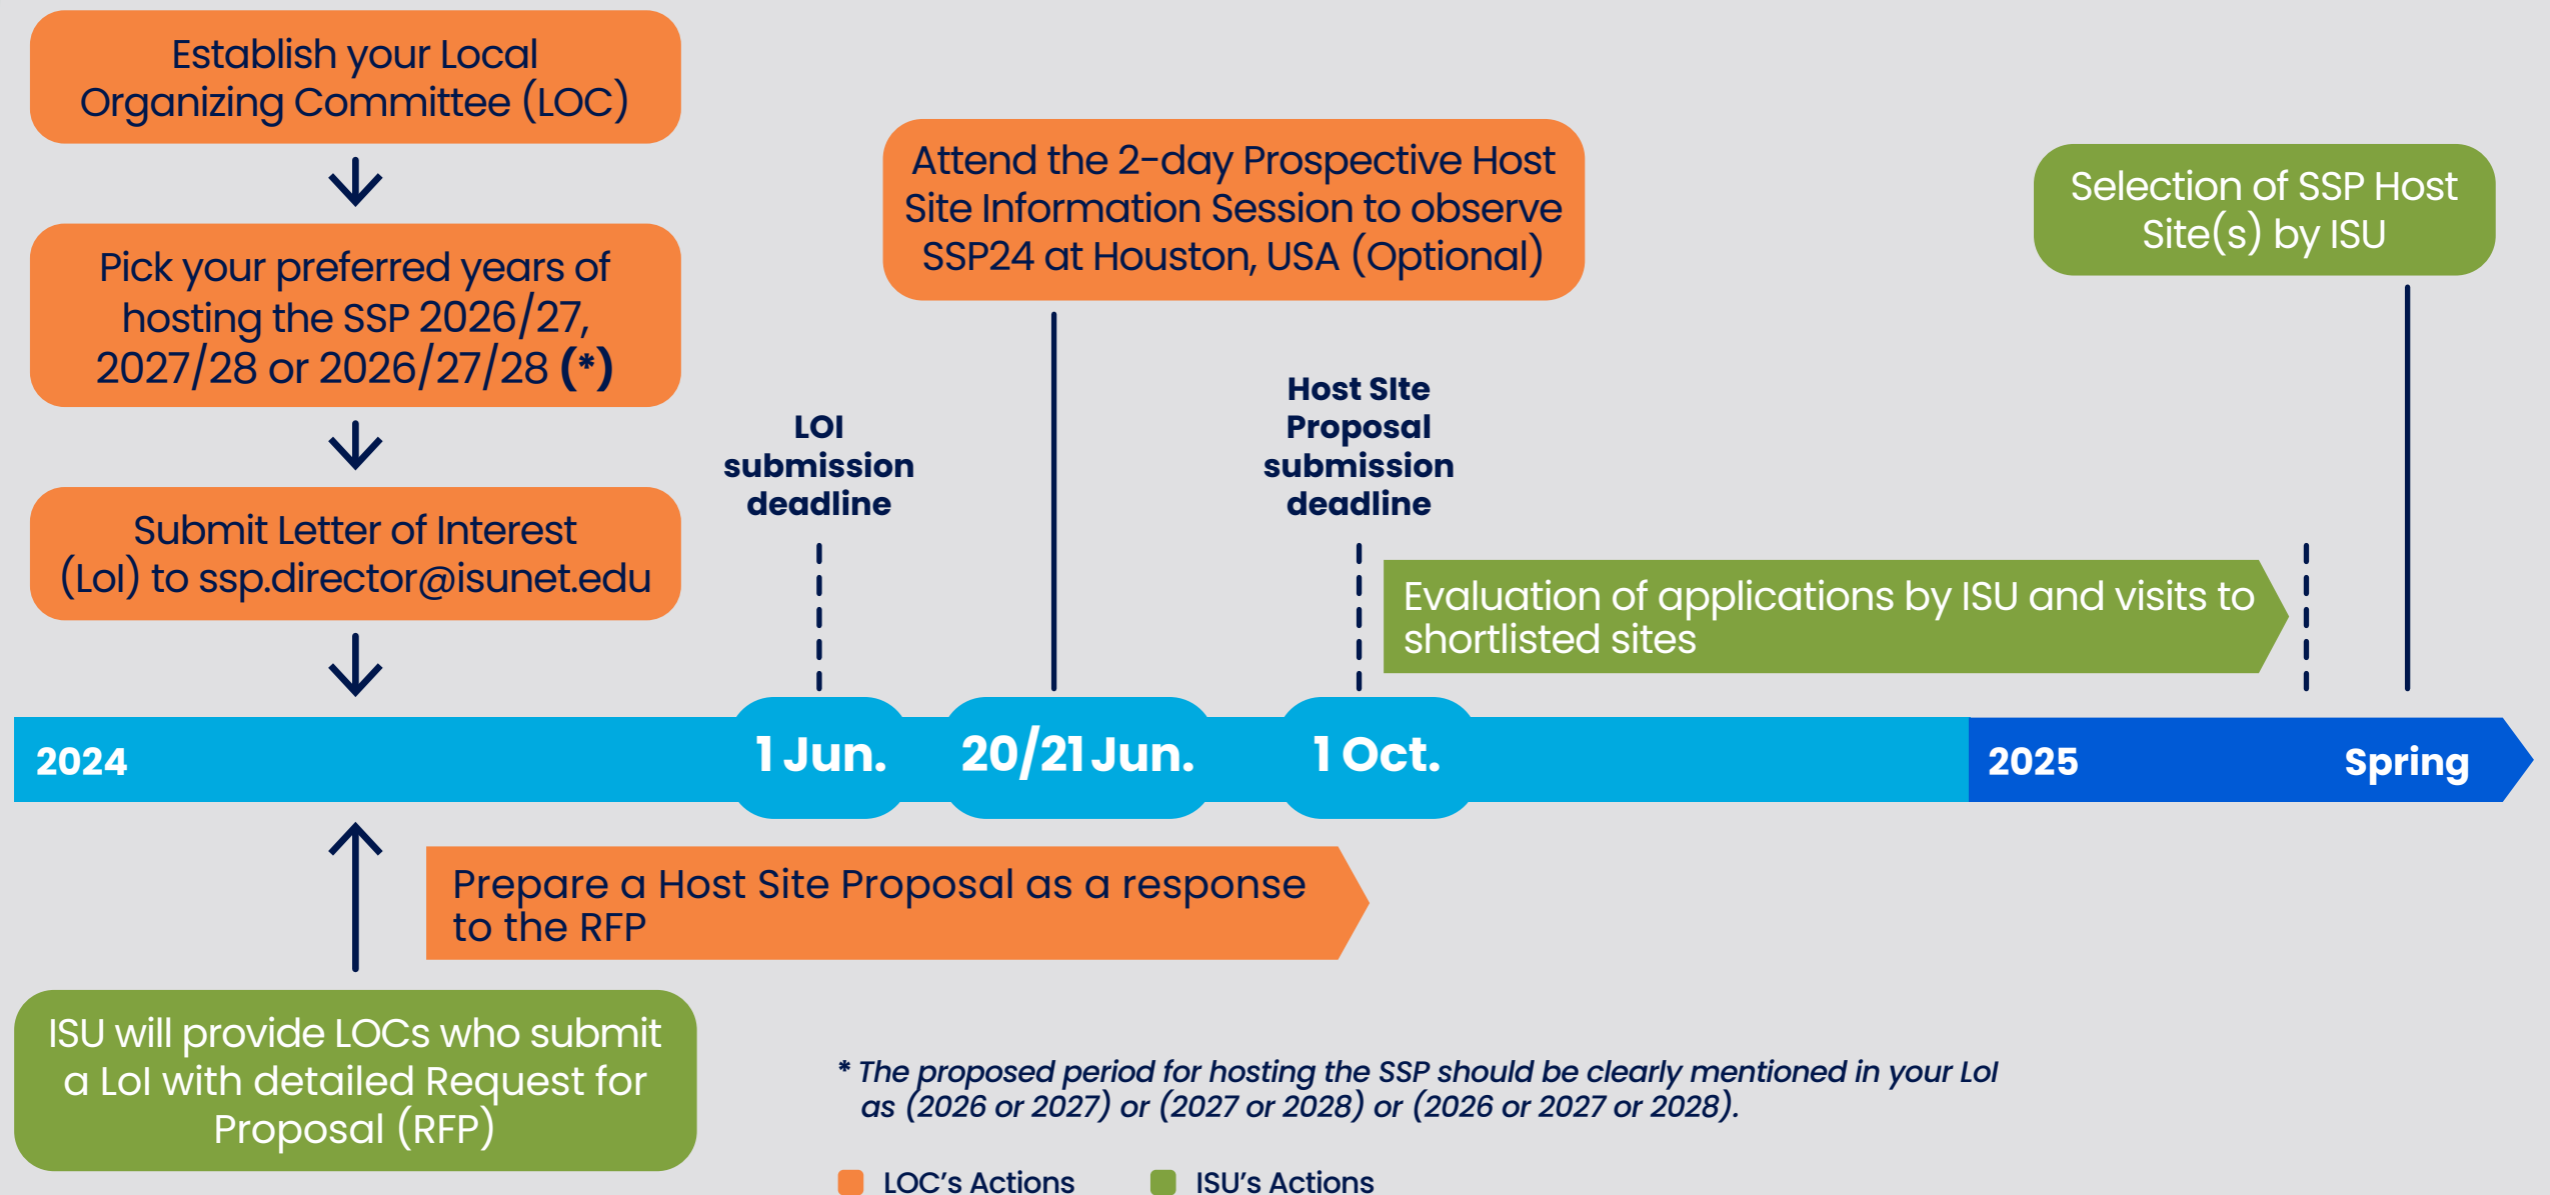 Establish your Local
Organizing Committee (LOC)
Pick your preferred years of
hosting the SSP 2026/27,
2027/28 or 2026/27/28 (*)
Submit Letter of Interest
(LoI) to ssp.director@isunet.edu
LOI
submission
deadline
Attend the 2-day Prospective Host
Site Information Session to observe
SSP24 at Houston, USA (Optional)
Host SIte
Proposal
submission
deadline
Selection of SSP Host
Site(s) by ISU
Evaluation of applications by ISU and visits to
shortlisted sites
2024
1 Jun.
20/21 Jun.
1 Oct.
2025
Spring
Prepare a Host Site Proposal as a response
to the RFP
ISU will provide LOCs who submit
a LoI with detailed Request for
Proposal (RFP)
* The proposed period for hosting the SSP should be clearly mentioned in your LoI
as (2026 or 2027) or (2027 or 2028) or (2026 or 2027 or 2028).
LOC's Actions
ISU's Actions